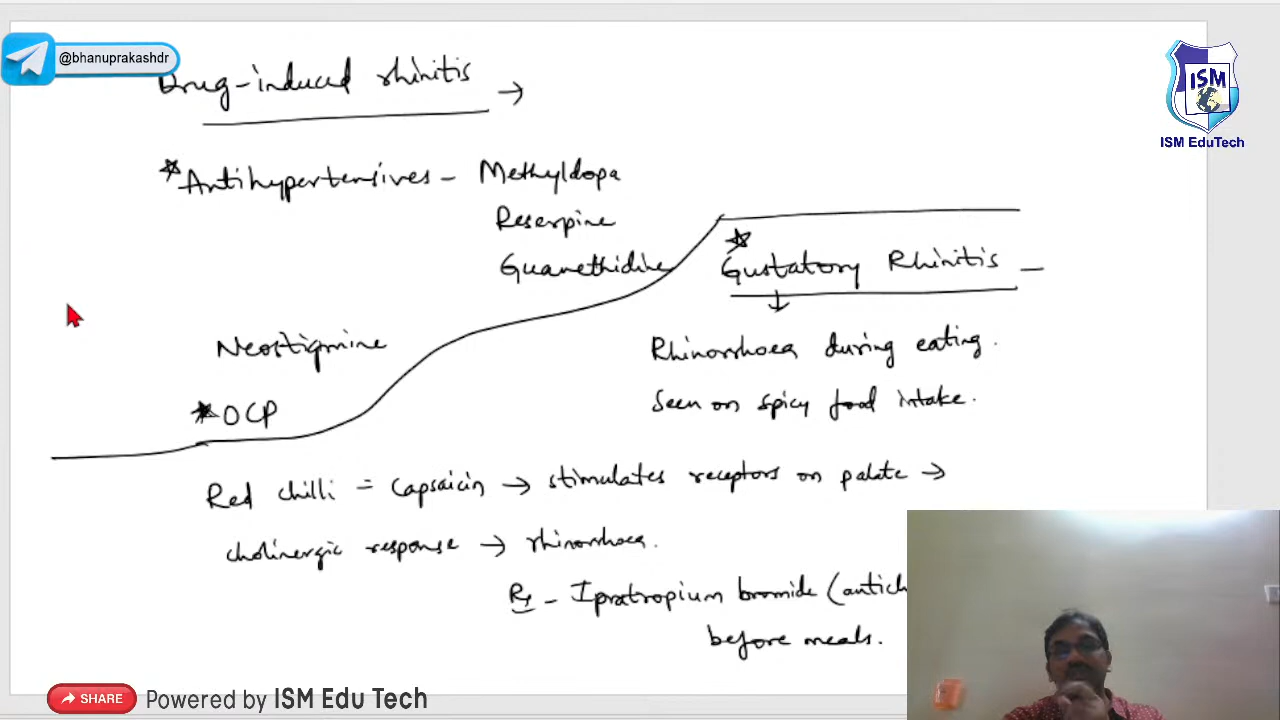 @bhanuprakashdr
ISM
ISM EduTech
Drug-induced rhinitis →
*Antihypertensives - Methyldopa
Reserpine
Guanethidine
Neostigmine
*OCP
*Gustatory Rhinitis -
↓
Rhinorrhoea during eating.
Seen on spicy food intake.
Red chilli = Capsaicin → stimulates receptors on palate →
cholinergic response → rhinorrhoea.
Rx - Ipratropium bromide (antich
before meals.
SHARE
Powered by ISM Edu Tech